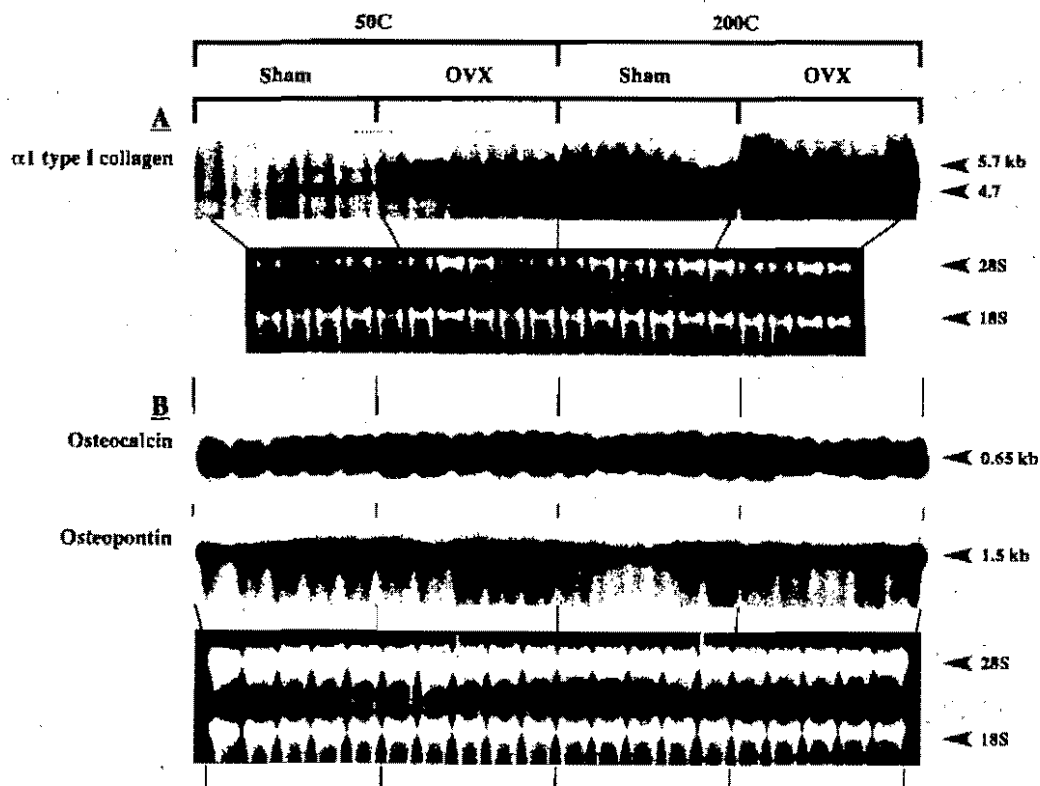 50C 200C
Sham OVX Sham OVX
A
α1 type I collagen
5.7 kb
4.7
28S
18S
B
Osteocalcin
0.65 kb
Osteopontin
1.5 kb
28S
18S